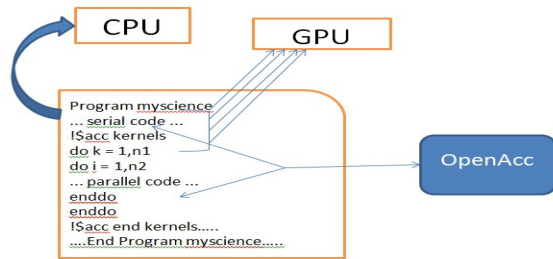 CPU
GPU
Program myscience
... serial code ...
!$acc kernels
do k = 1,n1
do i = 1,n2
... parallel code ...
enddo
enddo
!$acc end kernels.....
....End Program myscience.....
OpenAcc